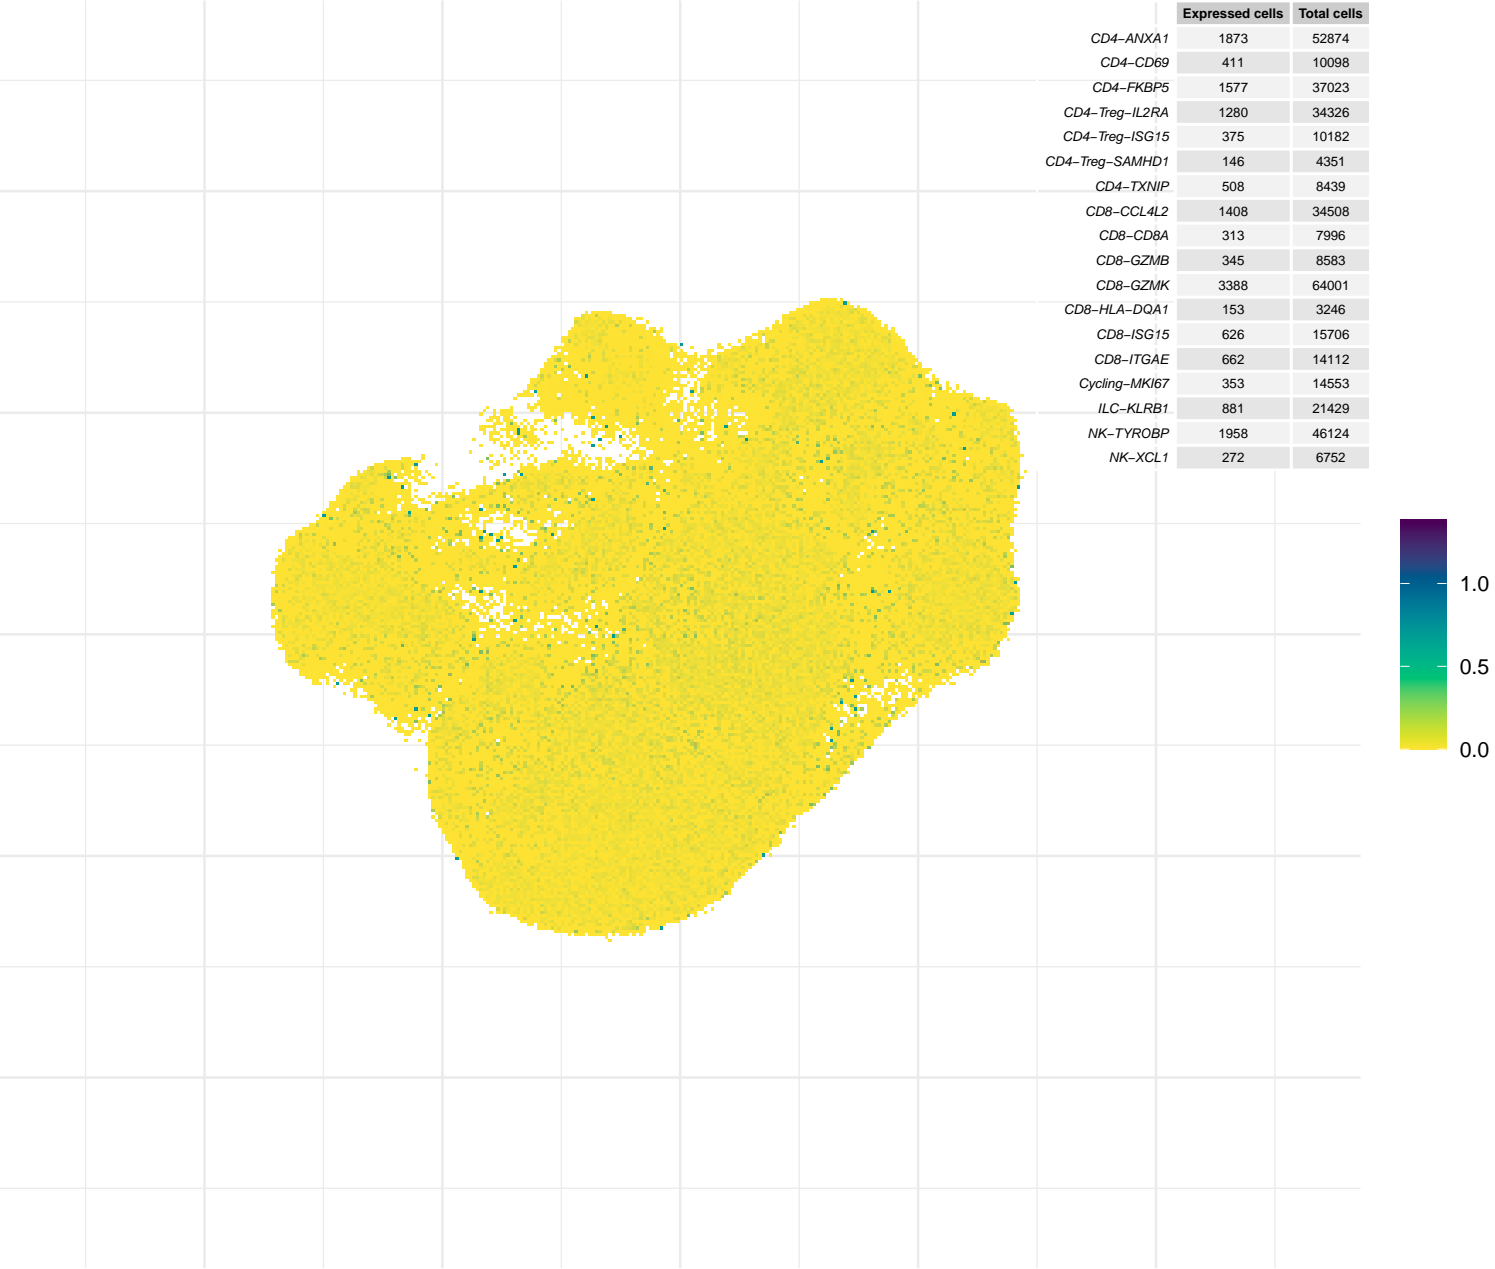 Expressed cells Total cells
CD4−ANXA1 1873 52874
CD4−CD69 411 10098
CD4−FKBP5 1577 37023
CD4−Treg−IL2RA 1280 34326
CD4−Treg−ISG15 375 10182
CD4−Treg−SAMHD1 146 4351
CD4−TXNIP 508 8439
CD8−CCL4L2 1408 34508
CD8−CD8A 313 7996
CD8−GZMB 345 8583
CD8−GZMK 3388 64001
CD8−HLA−DQA1 153 3246
CD8−ISG15 626 15706
CD8−ITGAE 662 14112
Cycling−MKI67 353 14553
ILC−KLRB1 881 21429
NK−TYROBP 1958 46124
NK−XCL1 272 6752
1.0
0.5
0.0